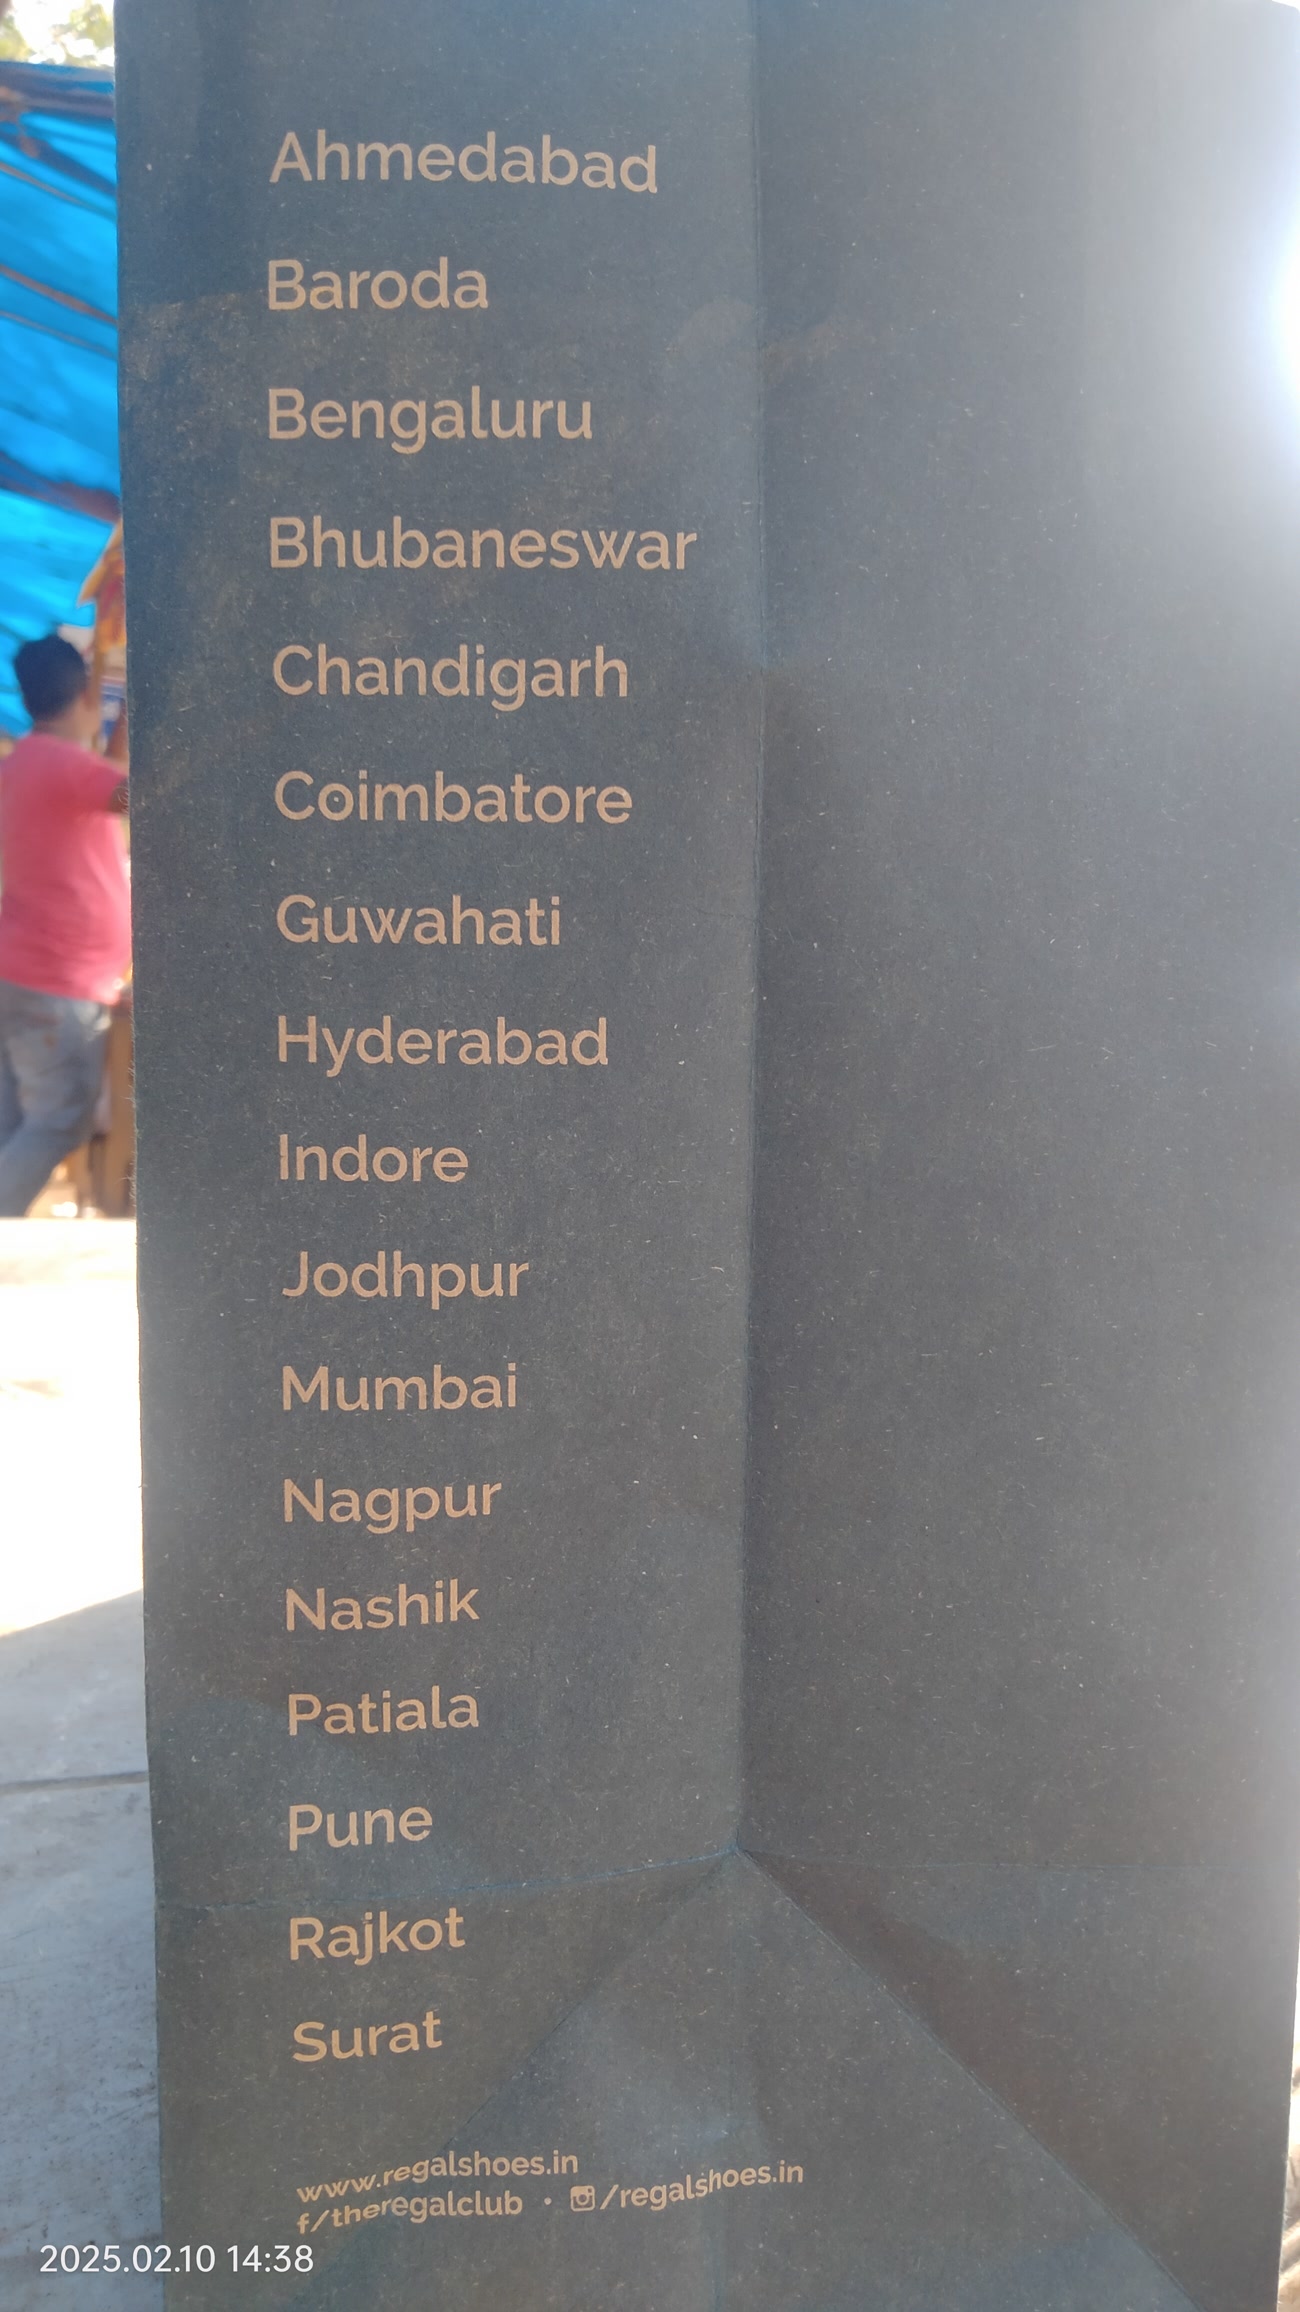 Ahmedabad
Baroda
Bengaluru
Bhubaneswar
Chandigarh
Coimbatore
Guwahati
Hyderabad
Indore
Jodhpur
Mumbai
Nagpur
Nashik
Patiala
Pune
Rajkot
Surat
www.regalshoes.in
f/theregalclub • /regalshoes.in
2025.02.10 14:38